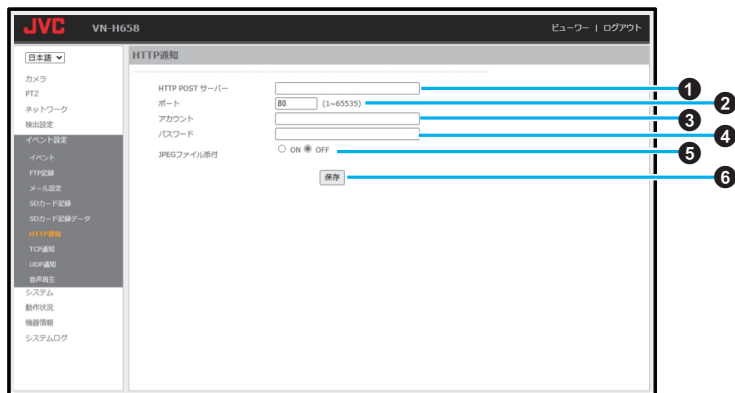 JVC VN-H658 ビューワー | ログアウト
日本語
カメラ
PTZ
ネットワーク
検出設定
イベント設定
イベント
FTP記録
メール設定
SDカード記録
SDカード記録データ
HTTP通知
TCP通知
UDP通知
音声再生
システム
動作状況
機器情報
システムログ
HTTP通知
HTTP POST サーバー 1
ポート 80 (1~65535) 2
アカウント 3
パスワード 4
JPEGファイル添付 ON OFF 5
保存 6